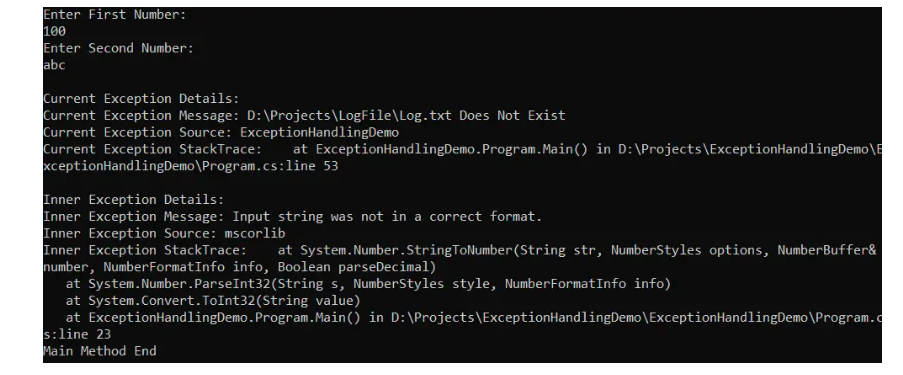 Enter First Number:
100
Enter Second Number:
abc
Current Exception Details:
Current Exception Message: D:\Projects\LogFile\Log.txt Does Not Exist
Current Exception Source: ExceptionHandlingDemo
Current Exception StackTrace:    at ExceptionHandlingDemo.Program.Main() in D:\Projects\ExceptionHandlingDemo\E
xceptionHandlingDemo\Program.cs:line 53
Inner Exception Details:
Inner Exception Message: Input string was not in a correct format.
Inner Exception Source: mscorlib
Inner Exception StackTrace:    at System.Number.StringToNumber(String str, NumberStyles options, NumberBuffer&
number, NumberFormatInfo info, Boolean parseDecimal)
   at System.Number.ParseInt32(String s, NumberStyles style, NumberFormatInfo info)
   at System.Convert.ToInt32(String value)
   at ExceptionHandlingDemo.Program.Main() in D:\Projects\ExceptionHandlingDemo\ExceptionHandlingDemo\Program.c
s:line 23
Main Method End